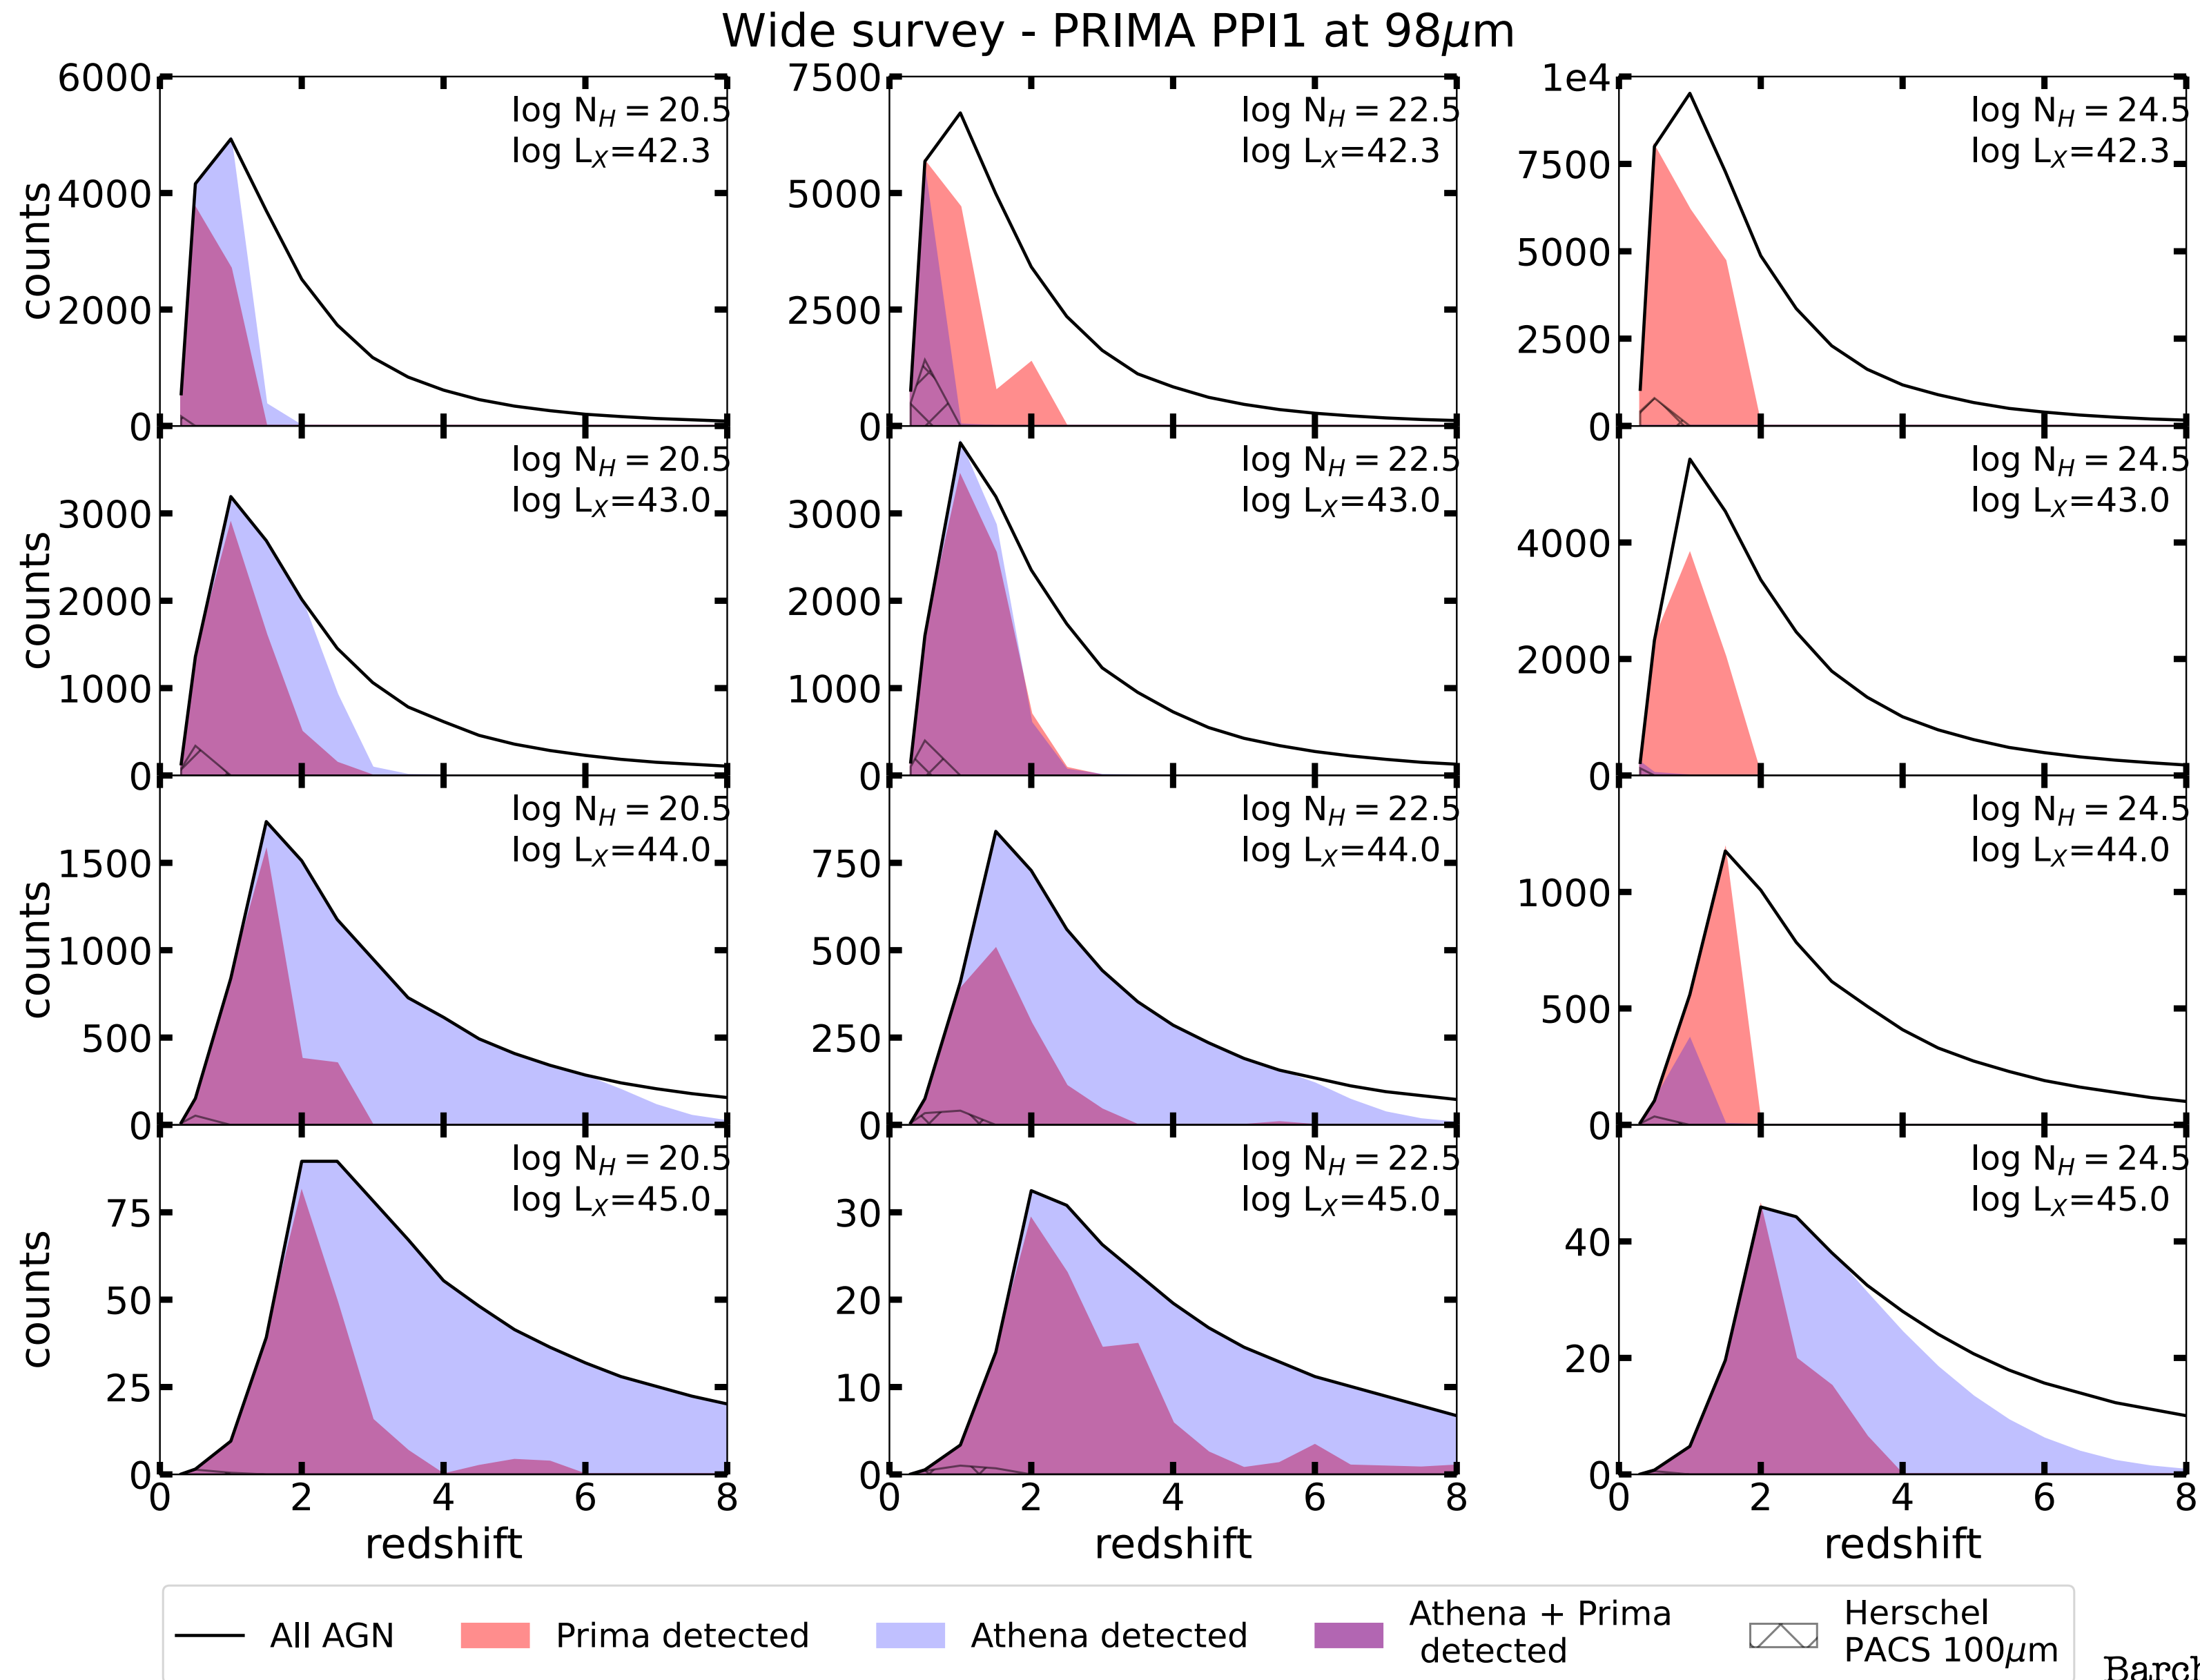 Wide survey - PRIMA PPI1 at 98μm
6000
4000
2000
0
counts
log N_H = 20.5
log L_X=42.3
7500
5000
2500
0
log N_H = 22.5
log L_X=42.3
1e4
7500
5000
2500
0
log N_H = 24.5
log L_X=42.3
3000
2000
1000
0
counts
log N_H = 20.5
log L_X=43.0
3000
2000
1000
0
log N_H = 22.5
log L_X=43.0
4000
2000
0
log N_H = 24.5
log L_X=43.0
1500
1000
500
0
counts
log N_H = 20.5
log L_X=44.0
750
500
250
0
log N_H = 22.5
log L_X=44.0
1000
500
0
log N_H = 24.5
log L_X=44.0
75
50
25
0
counts
log N_H = 20.5
log L_X=45.0
30
20
10
0
log N_H = 22.5
log L_X=45.0
40
20
0
log N_H = 24.5
log L_X=45.0
0 2 4 6 8
0 2 4 6 8
0 2 4 6 8
redshift
redshift
redshift
All AGN
Prima detected
Athena detected
Athena + Prima
detected
Herschel
PACS 100μm